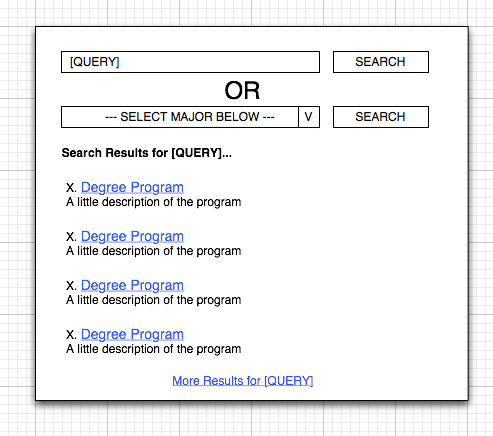 [QUERY] SEARCH
OR
--- SELECT MAJOR BELOW --- V SEARCH
Search Results for [QUERY]...
X. Degree Program
A little description of the program
X. Degree Program
A little description of the program
X. Degree Program
A little description of the program
X. Degree Program
A little description of the program
More Results for [QUERY]